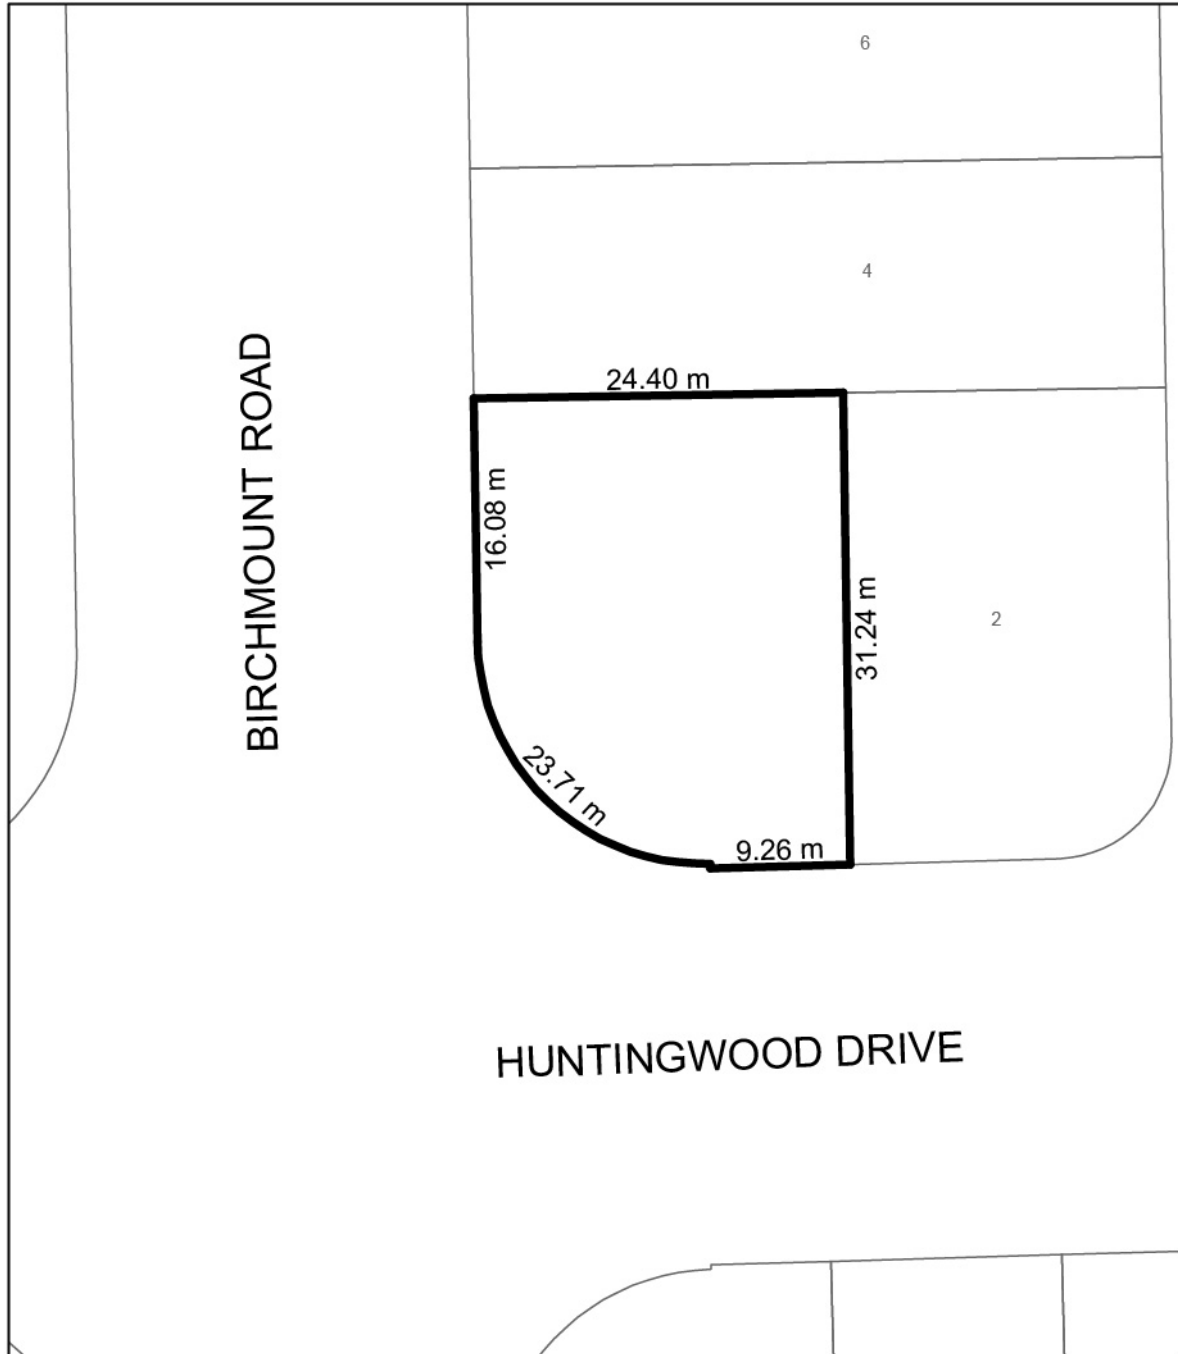 6
4
24.40 m
BIRCHMOUNT ROAD
16.08 m
31.24 m
2
23.71 m
9.26 m
HUNTINGWOOD DRIVE